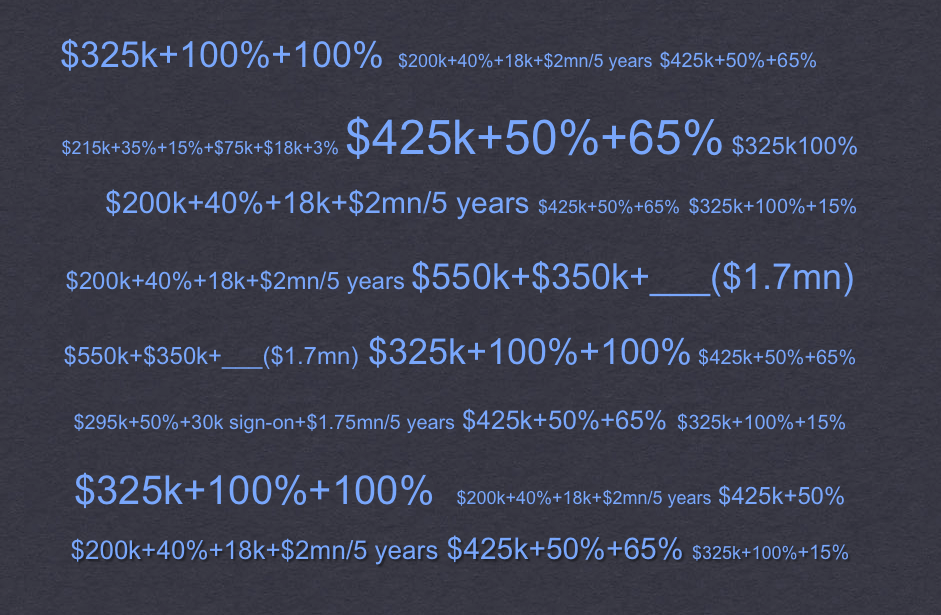 $325k+100%+100% $200k+40%+18k+$2mn/5 years $425k+50%+65%
$215k+35%+15%+$75k+$18k+3% $425k+50%+65% $325k100%
$200k+40%+18k+$2mn/5 years $425k+50%+65% $325k+100%+15%
$200k+40%+18k+$2mn/5 years $550k+$350k+___($1.7mn)
$550k+$350k+___($1.7mn) $325k+100%+100% $425k+50%+65%
$295k+50%+30k sign-on+$1.75mn/5 years $425k+50%+65% $325k+100%+15%
$325k+100%+100% $200k+40%+18k+$2mn/5 years $425k+50%
$200k+40%+18k+$2mn/5 years $425k+50%+65% $325k+100%+15%